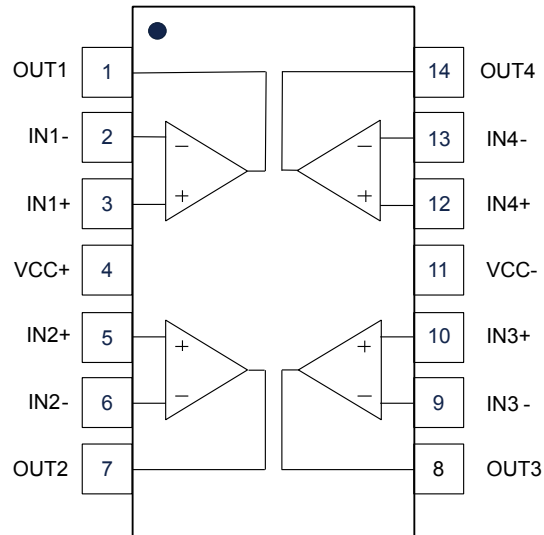 OUT1 1 14 OUT4
IN1- 2 − − 13 IN4-
IN1+ 3 + + 12 IN4+
VCC+ 4 11 VCC-
IN2+ 5 + + 10 IN3+
IN2- 6 − − 9 IN3 -
OUT2 7 8 OUT3